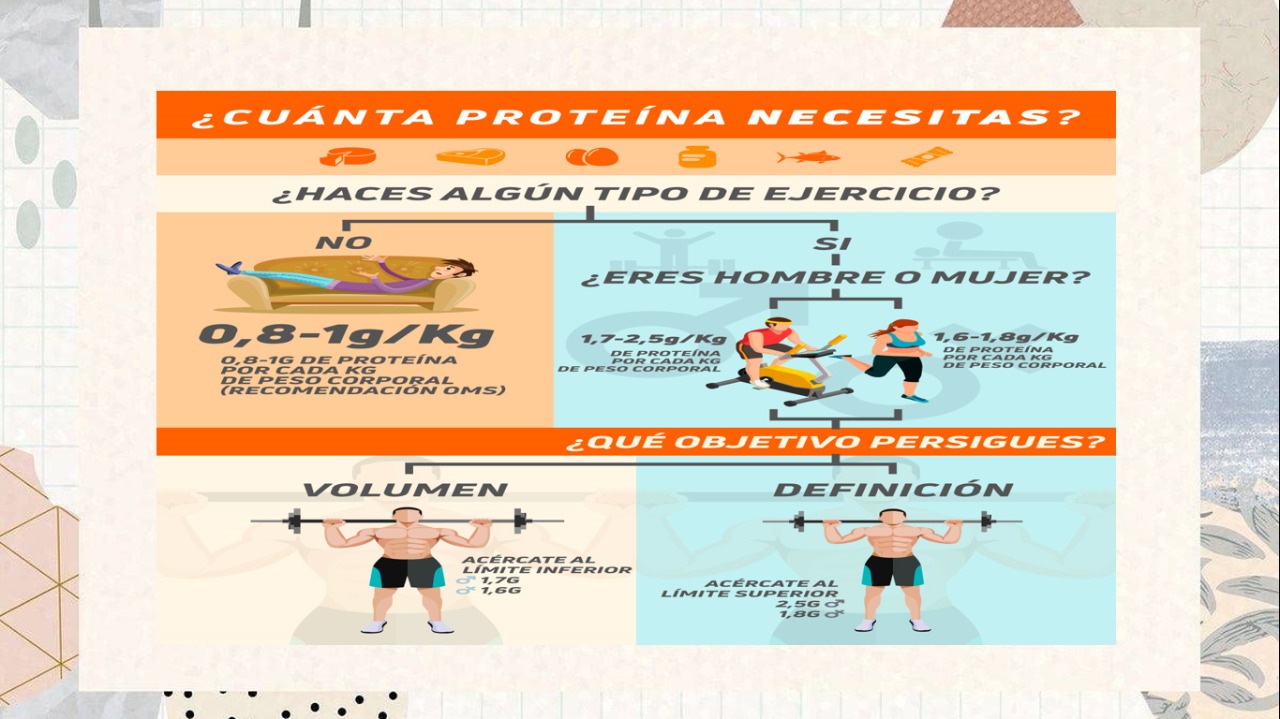 ¿CUÁNTA PROTEÍNA NECESITAS?
¿HACES ALGÚN TIPO DE EJERCICIO?
NO
0,8-1g/Kg
0,8-1G DE PROTEÍNA
POR CADA KG
DE PESO CORPORAL
(RECOMENDACIÓN OMS)
SI
¿ERES HOMBRE O MUJER?
1,7-2,5g/Kg
DE PROTEÍNA
POR CADA KG
DE PESO CORPORAL
1,6-1,8g/Kg
DE PROTEÍNA
POR CADA KG
DE PESO CORPORAL
¿QUÉ OBJETIVO PERSIGUES?
VOLUMEN
ACÉRCATE AL
LÍMITE INFERIOR
1,7G
1,6G
DEFINICIÓN
ACÉRCATE AL
LÍMITE SUPERIOR
2,5G
1,8G